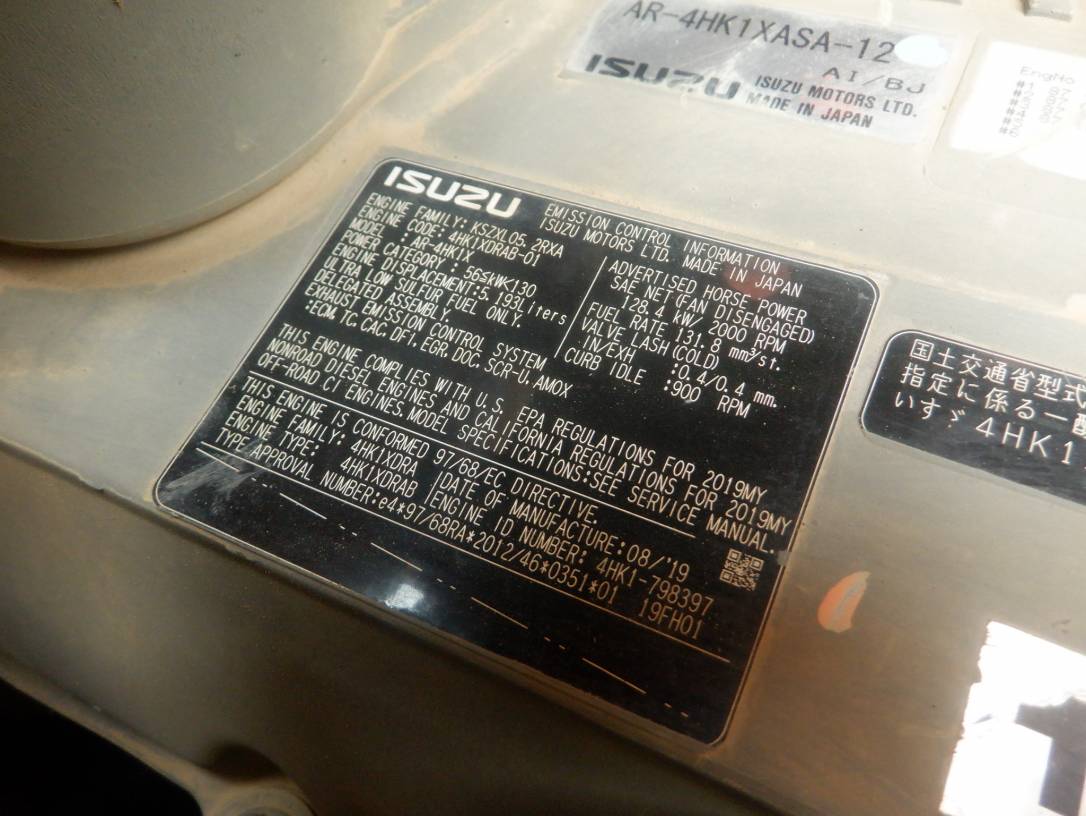 AR-4HK1XASA-12
AI/BJ
ISUZU
ISUZU MOTORS LTD.
MADE IN JAPAN
EngNo
ISUZU
EMISSION CONTROL INFORMATION
ISUZU MOTORS LTD. MADE IN JAPAN
ENGINE FAMILY: KSZXL05.2RXA
ENGINE CODE: 4HK1XDRAB-01
MODEL : AR-4HK1X
POWER CATEGORY : 56≤kW<130
ENGINE DISPLACEMENT:5.193Liters
ULTRA LOW SULFUR FUEL ONLY.
DELEGATED ASSEMBLY.
EXHAUST EMISSION CONTROL SYSTEM
:ECM, TC, CAC, DFI, EGR, DOC, SCR-U, AMOX
ADVERTISED HORSE POWER
SAE NET (FAN DISENGAGED)
128.4 kW/ 2000 RPM
FUEL RATE 131.8 mm³/st.
VALVE LASH (COLD)
IN/EXH :0.4/0.4 mm.
CURB IDLE :900 RPM
THIS ENGINE COMPLIES WITH U.S. EPA REGULATIONS FOR 2019MY
NONROAD DIESEL ENGINES AND CALIFORNIA REGULATIONS FOR 2019MY
OFF-ROAD CI ENGINES. MODEL SPECIFICATIONS:SEE SERVICE MANUAL.
THIS ENGINE IS CONFORMED 97/68/EC DIRECTIVE.
ENGINE FAMILY: 4HK1XDRA
DATE OF MANUFACTURE:08/'19
ENGINE TYPE: 4HK1XDRAB
ENGINE ID NUMBER: 4HK1-798397
TYPE APPROVAL NUMBER:e4*97/68RA*2012/46*0351*01 19FH01
国土交通省型式
指定に係る一酸
いすゞ4HK1